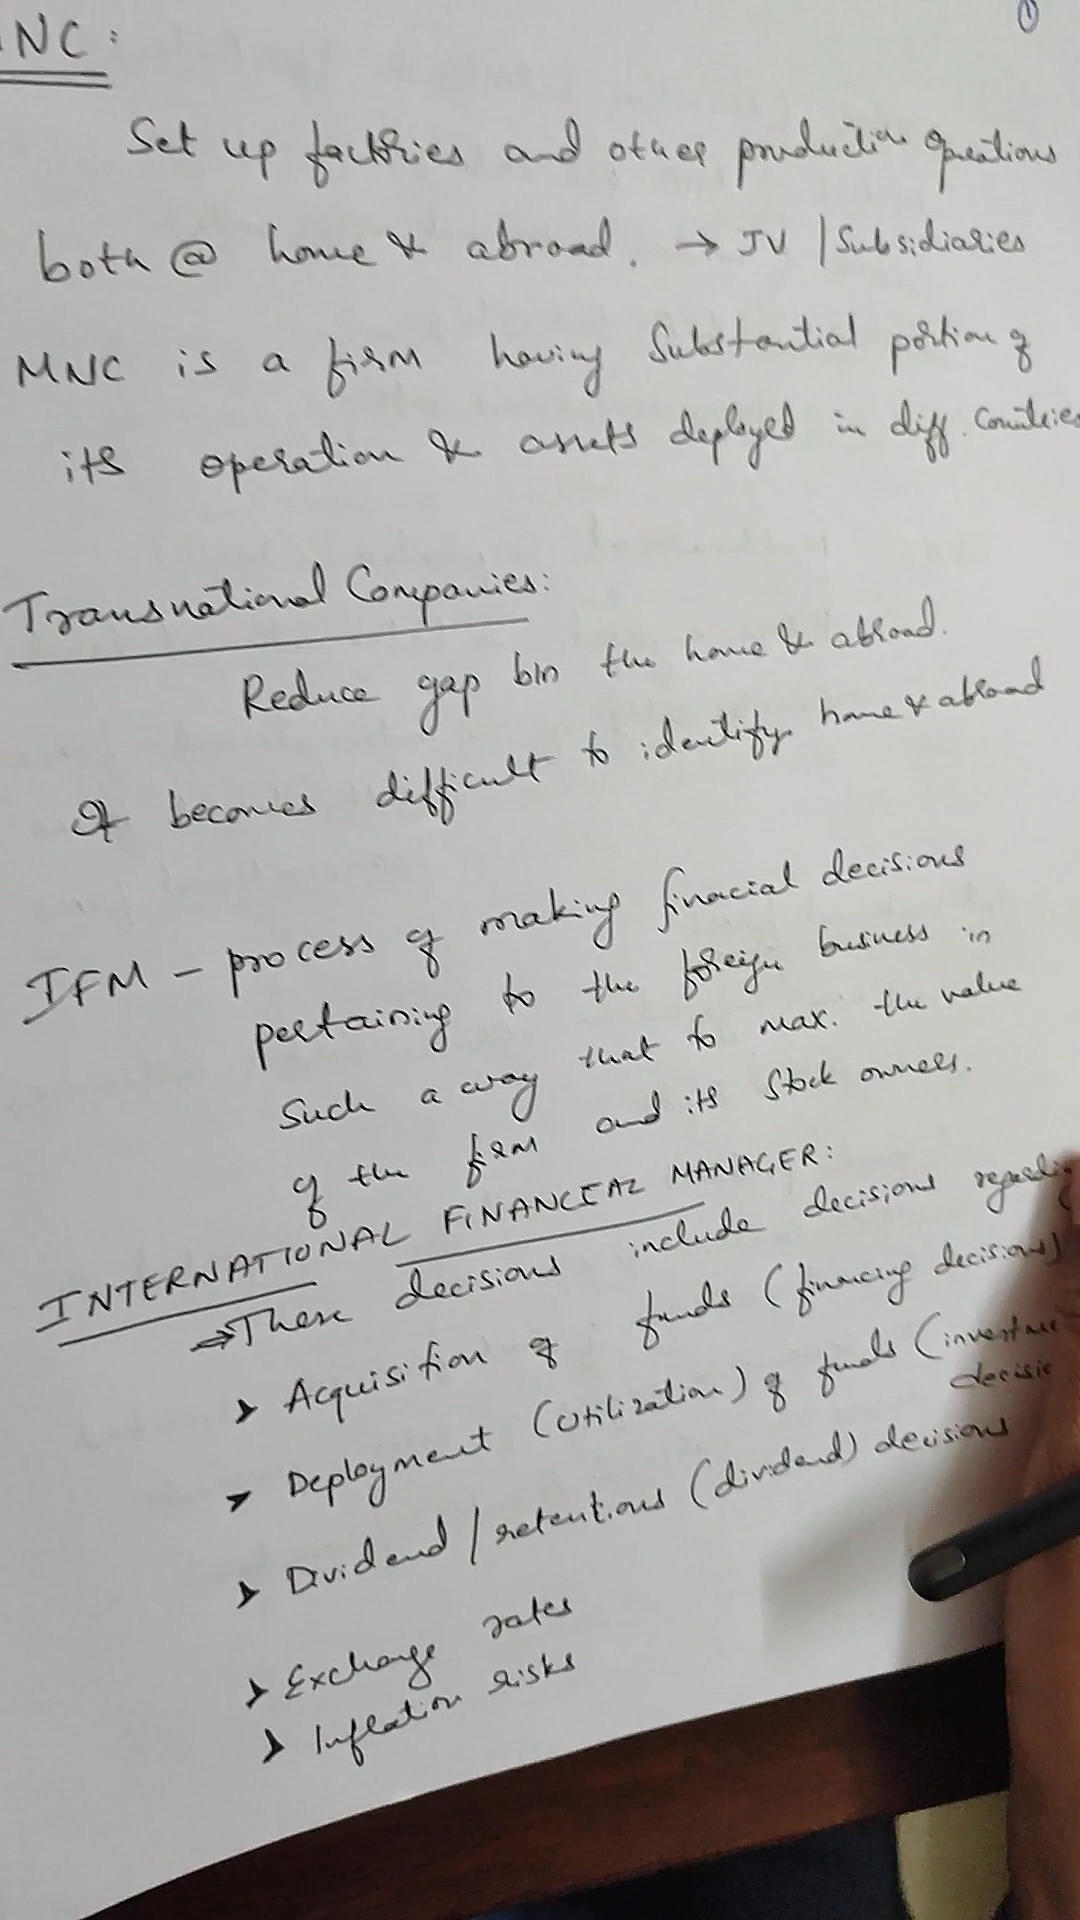 ①
MNC:
Set up factories and other production operations
both @ home & abroad. → JV / Subsidiaries
MNC is a firm having Substantial portion of
its operation & assets deployed in diff. Countries
Transnational Companies:
Reduce gap b/n the home & abroad.
It becomes difficult to identify home & abroad
IFM - process of making finacial decisions
pertaining to the foreign business in
Such a way that to max. the value
of the firm and its Stock owners.
INTERNATIONAL FINANCIAL MANAGER:
⇒ These decisions include decisions regarding
➤ Acquisition of funds (financing decisions)
➤ Deployment (utilization) of funds (investment
decisio
➤ Dividend / retentions (dividend) decisions
➤ Exchange rates
➤ Inflation risks